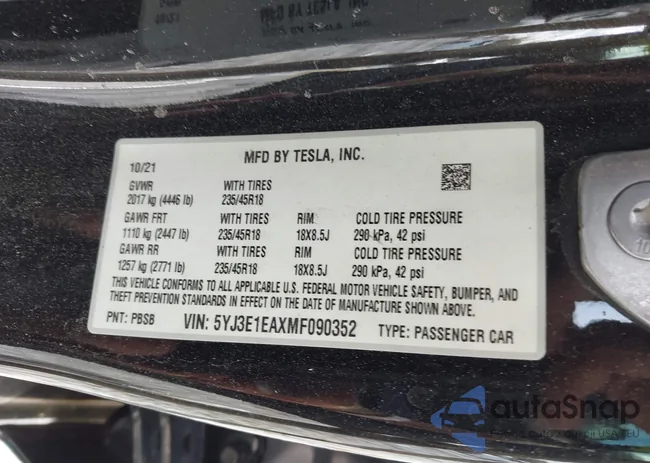 MFD BY TESLA, INC.
10/21
GVWR WITH TIRES
2017 kg (4446 lb) 235/45R18
GAWR FRT WITH TIRES RIM COLD TIRE PRESSURE
1110 kg (2447 lb) 235/45R18 18X8.5J 290 kPa, 42 psi
GAWR RR WITH TIRES RIM COLD TIRE PRESSURE
1257 kg (2771 lb) 235/45R18 18X8.5J 290 kPa, 42 psi
THIS VEHICLE CONFORMS TO ALL APPLICABLE U.S. FEDERAL MOTOR VEHICLE SAFETY, BUMPER, AND
THEFT PREVENTION STANDARDS IN EFFECT ON THE DATE OF MANUFACTURE SHOWN ABOVE.
PNT: PBSB VIN: 5YJ3E1EAXMF090352 TYPE: PASSENGER CAR
10
autoSnap